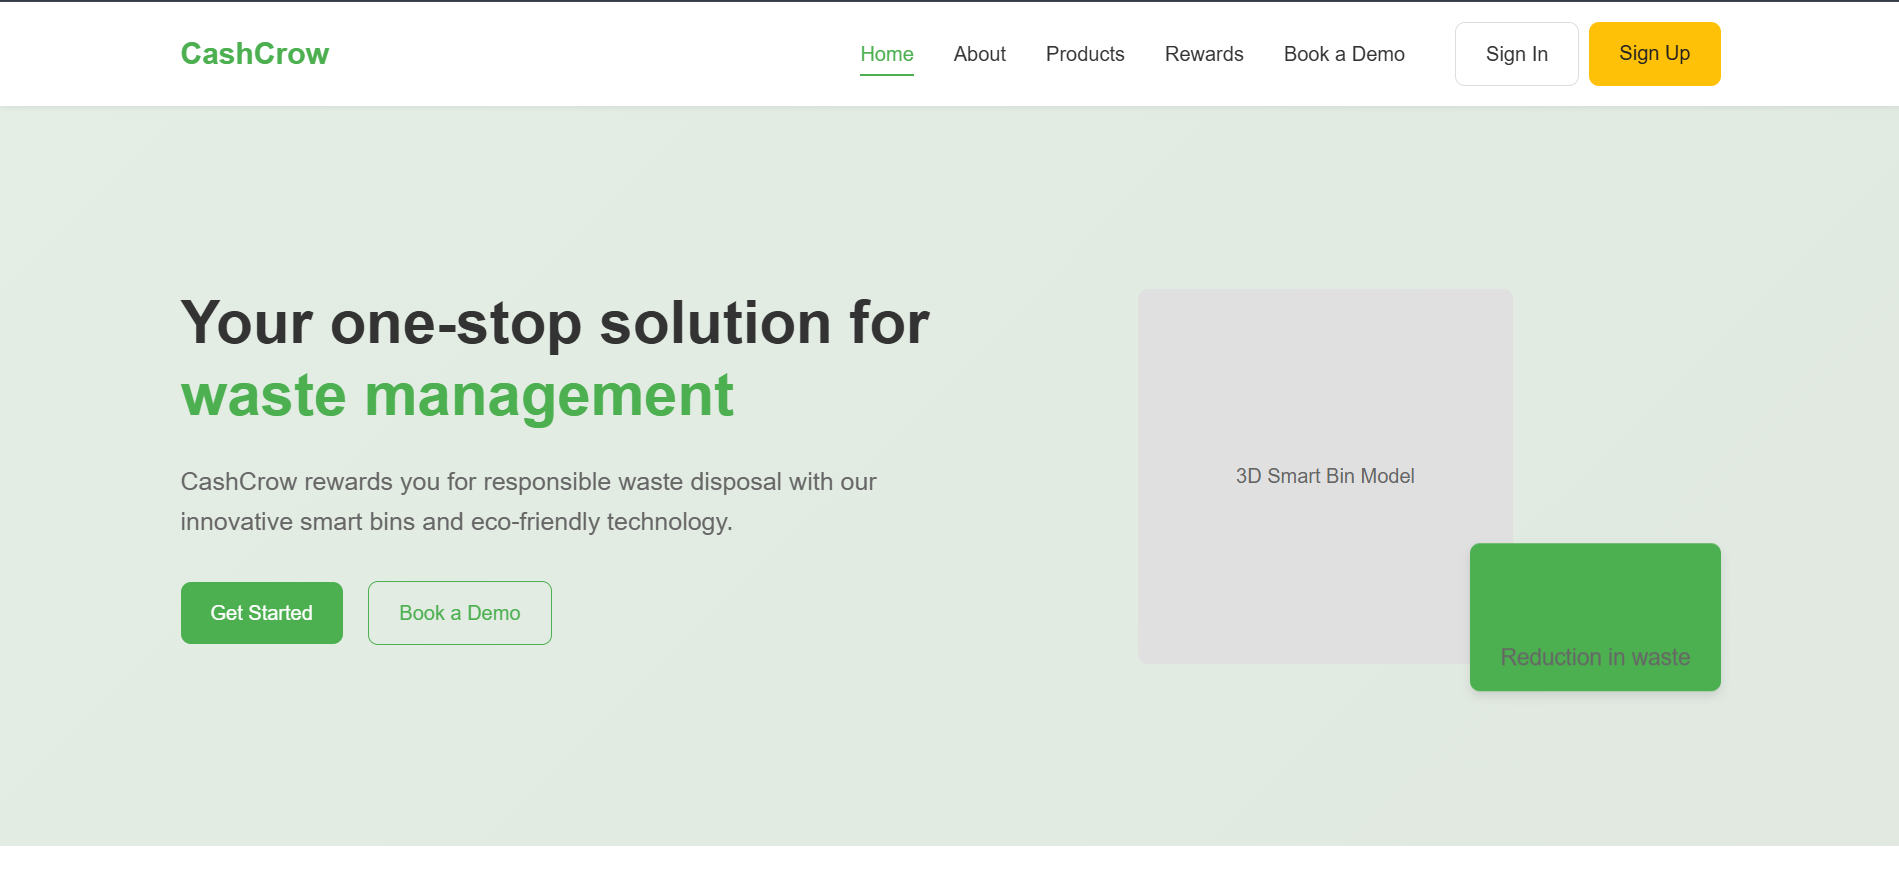 CashCrow
Home
About
Products
Rewards
Book a Demo
Sign In
Sign Up
Your one-stop solution for
waste management
CashCrow rewards you for responsible waste disposal with our
innovative smart bins and eco-friendly technology.
Get Started
Book a Demo
3D Smart Bin Model
Reduction in waste